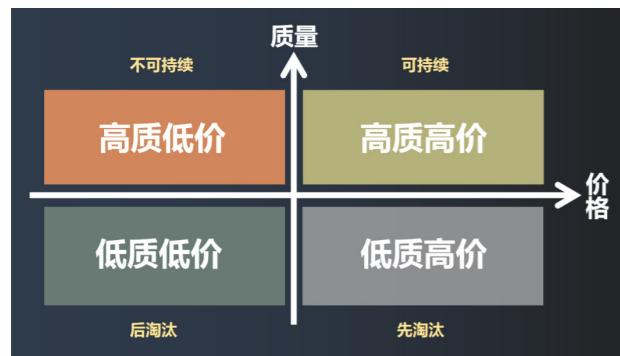 质量
不可持续
可持续
高质低价
高质高价
价格
低质低价
低质高价
后淘汰
先淘汰